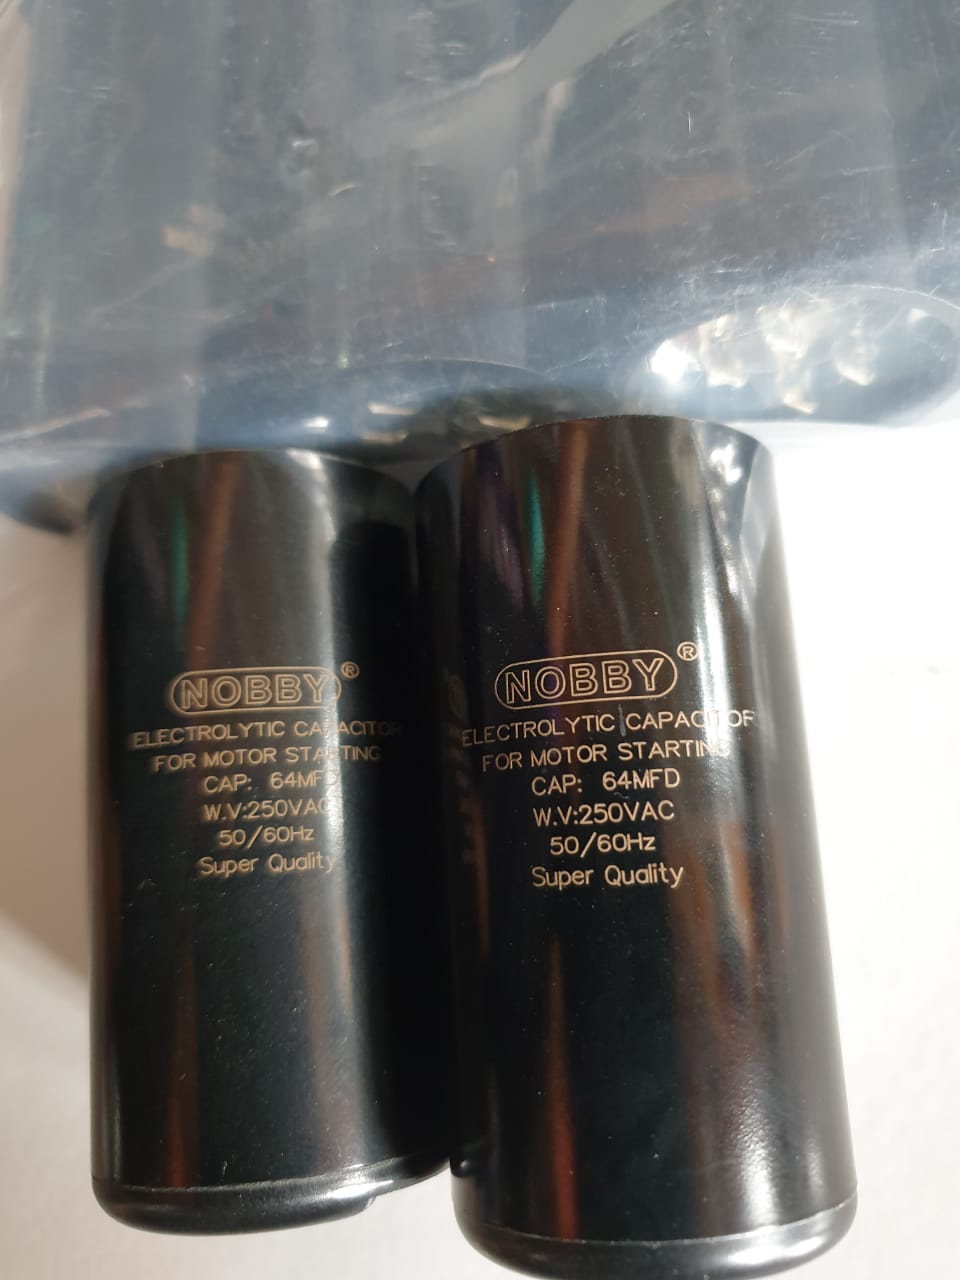 NOBBY®
ELECTROLYTIC CAPACITOR
FOR MOTOR STARTING
CAP: 64MFD
W.V:250VAC
50/60Hz
Super Quality
NOBBY®
ELECTROLYTIC CAPACITOR
FOR MOTOR STARTING
CAP: 64MFD
W.V:250VAC
50/60Hz
Super Quality